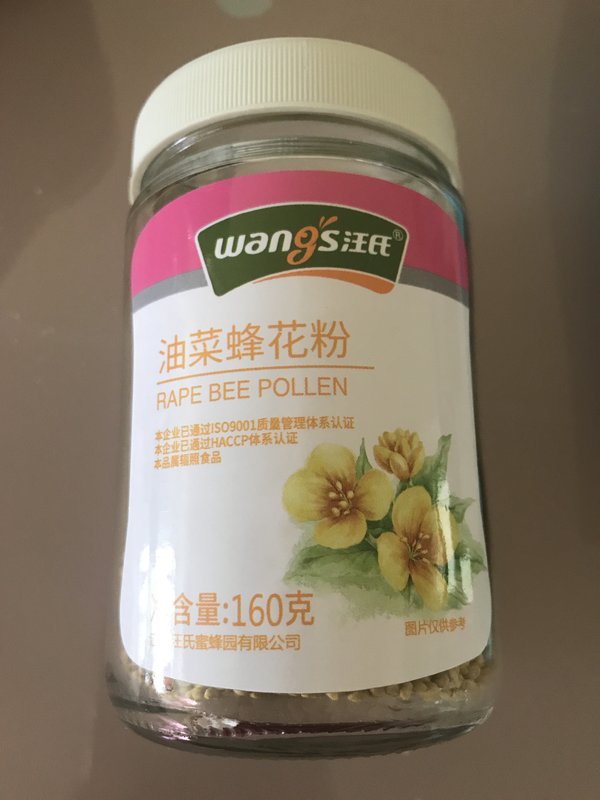 wang's汪氏®
油菜蜂花粉
RAPE BEE POLLEN
本企业已通过ISO9001质量管理体系认证
本企业已通过HACCP体系认证
本品属辐照食品
含量:160克
汪氏蜜蜂园有限公司
图片仅供参考